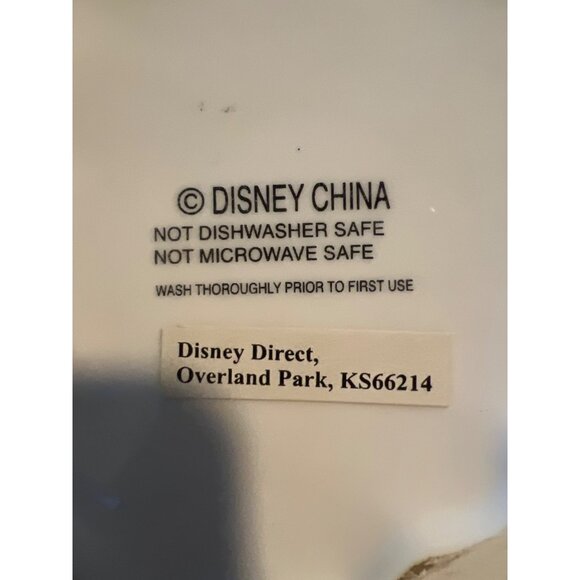 © DISNEY CHINA
NOT DISHWASHER SAFE
NOT MICROWAVE SAFE
WASH THOROUGHLY PRIOR TO FIRST USE
Disney Direct,
Overland Park, KS66214